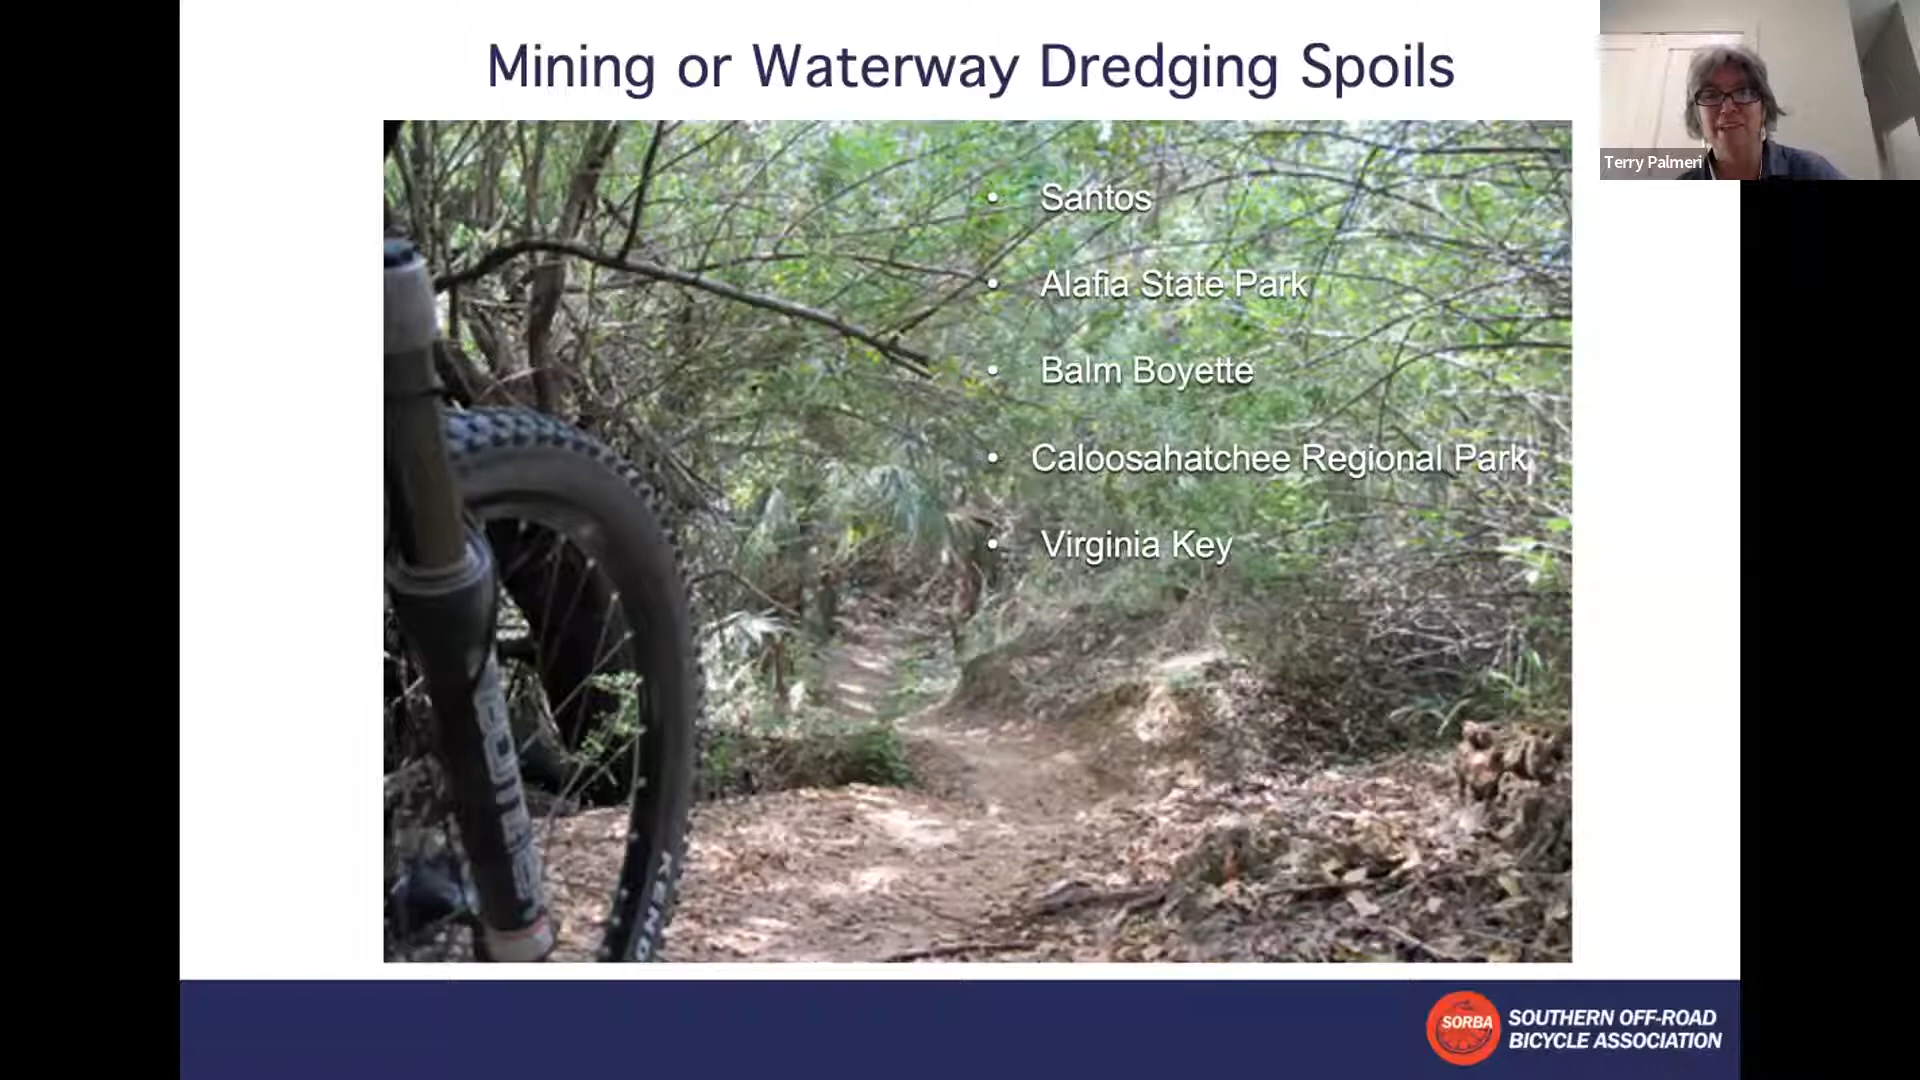 Mining or Waterway Dredging Spoils
Terry Palmeri
• Santos
• Alafia State Park
• Balm Boyette
• Caloosahatchee Regional Park
• Virginia Key
KENDA
SORBA
SOUTHERN OFF-ROAD
BICYCLE ASSOCIATION